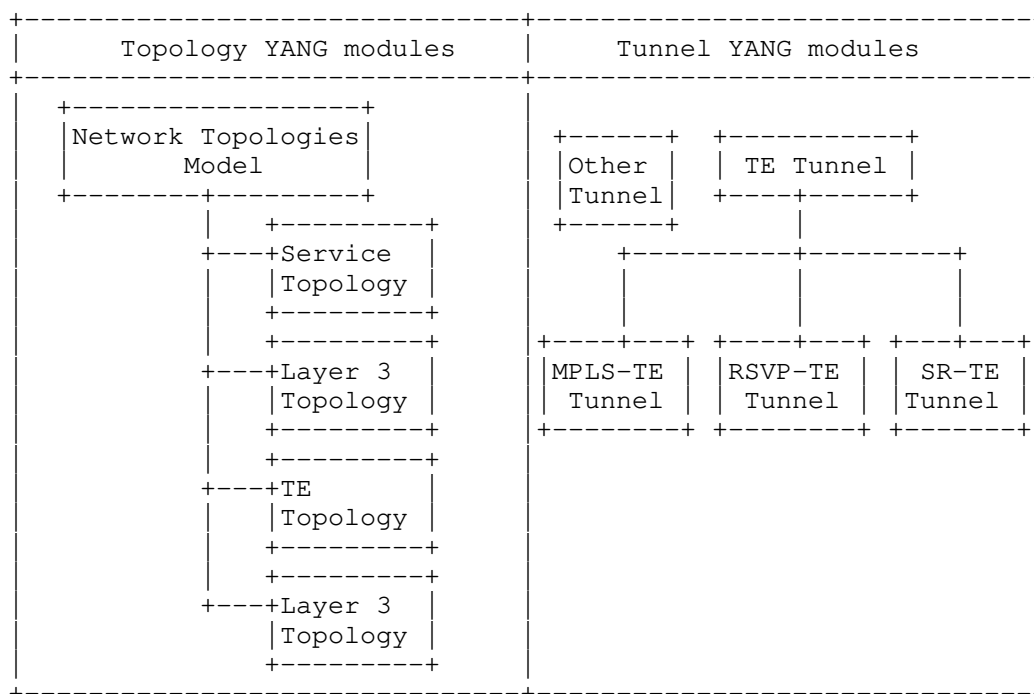 Topology YANG modules
Tunnel YANG modules
Network Topologies
Model
Service
Topology
Layer 3
Topology
TE
Topology
Layer 3
Topology
Other
Tunnel
TE Tunnel
MPLS-TE
Tunnel
RSVP-TE
Tunnel
SR-TE
Tunnel